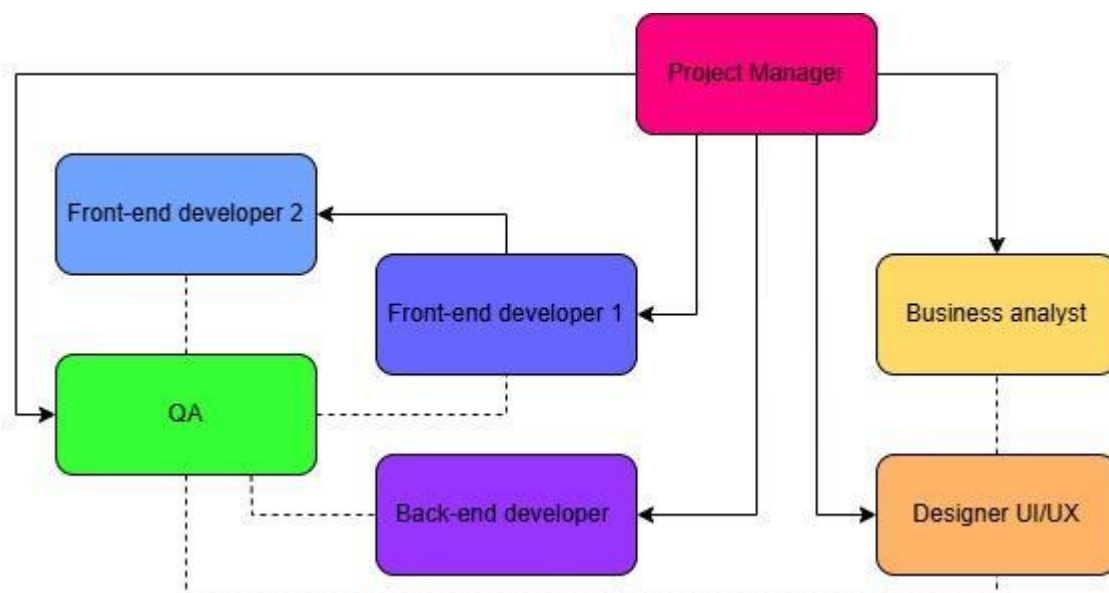 Project Manager
Front-end developer 2
Front-end developer 1
Business analyst
QA
Back-end developer
Designer UI/UX